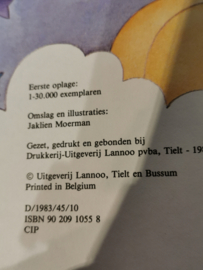 Eerste oplage:
1-30.000 exemplaren
Omslag en illustraties:
Jaklien Moerman
Gezet, gedrukt en gebonden bij
Drukkerij-Uitgeverij Lannoo pvba, Tielt - 198
© Uitgeverij Lannoo, Tielt en Bussum
Printed in Belgium
D/1983/45/10
ISBN 90 209 1055 8
CIP